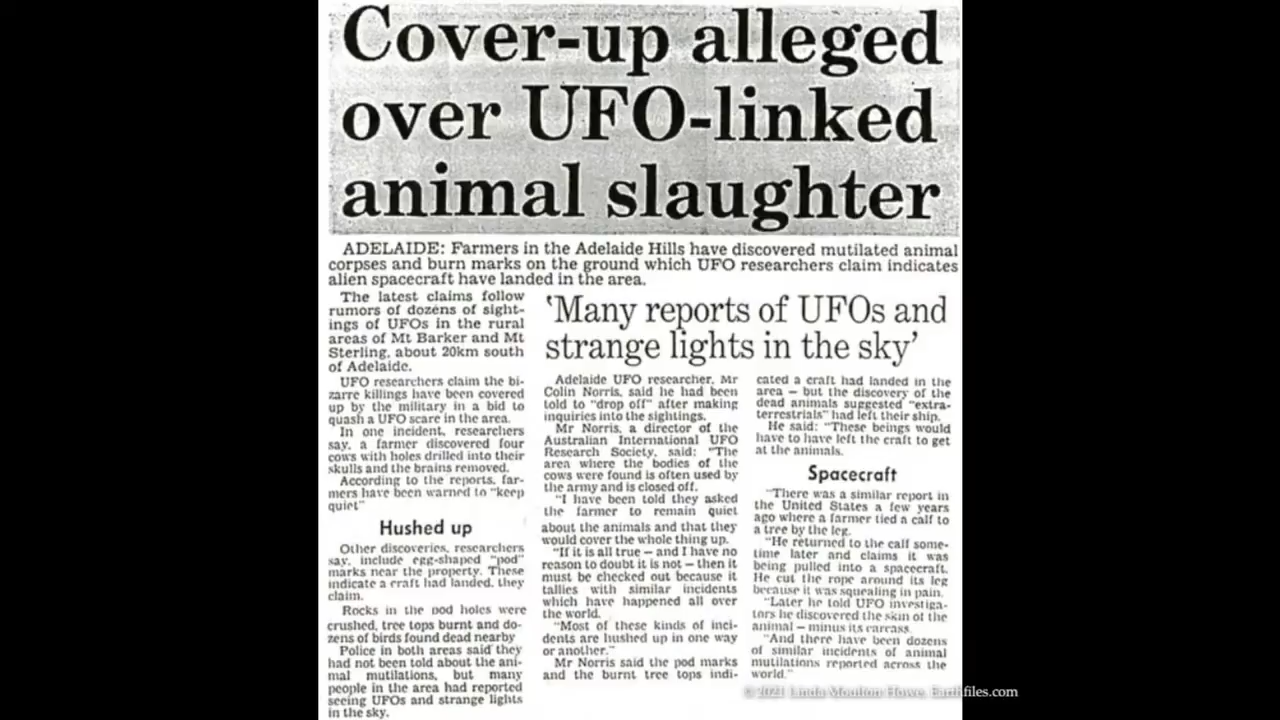 Cover-up alleged
over UFO-linked
animal slaughter
ADELAIDE: Farmers in the Adelaide Hills have discovered mutilated animal
corpses and burn marks on the ground which UFO researchers claim indicates
alien spacecraft have landed in the area.
The latest claims follow
rumors of dozens of sight-
ings of UFOs in the rural
areas of Mt Barker and Mt
Sterling, about 20km south
of Adelaide.
UFO researchers claim the bi-
zarre killings have been covered
up by the military in a bid to
quash a UFO scare in the area.
In one incident, researchers
say, a farmer discovered four
cows with holes drilled into their
skulls and the brains removed.
According to the reports, far-
mers have been warned to "keep
quiet"
Hushed up
Other discoveries, researchers
say, include egg-shaped "pod"
marks near the property. These
indicate a craft had landed, they
claim.
Rocks in the pod holes were
crushed, tree tops burnt and do-
zens of birds found dead nearby
Police in both areas said they
had not been told about the ani-
mal mutilations, but many
people in the area had reported
seeing UFOs and strange lights
in the sky.
'Many reports of UFOs and
strange lights in the sky'
Adelaide UFO researcher, Mr
Colin Norris, said he had been
told to "drop off" after making
inquiries into the sightings.
Mr Norris, a director of the
Australian International UFO
Research Society, said: "The
area where the bodies of the
cows were found is often used by
the army and is closed off.
"I have been told they asked
the farmer to remain quiet
about the animals and that they
would cover the whole thing up.
"If it is all true — and I have no
reason to doubt it is not — then it
must be checked out because it
tallies with similar incidents
which have happened all over
the world.
"Most of these kinds of inci-
dents are hushed up in one way
or another."
Mr Norris said the pod marks
and the burnt tree tops indi-
cated a craft had landed in the
area — but the discovery of the
dead animals suggested "extra-
terrestrials" had left their ship.
He said: "These beings would
have to have left the craft to get
at the animals.
Spacecraft
"There was a similar report in
the United States a few years
ago where a farmer tied a calf to
a tree by the leg.
"He returned to the calf some-
time later and claims it was
being pulled into a spacecraft.
He cut the rope around its leg
because it was squealing in pain.
"Later he told UFO investiga-
tors he discovered the skin of the
animal — minus its carcass.
"And there have been dozens
of similar incidents of animal
mutilations reported across the
world."
© 2021 Linda Moulton Howe, Earthfiles.com